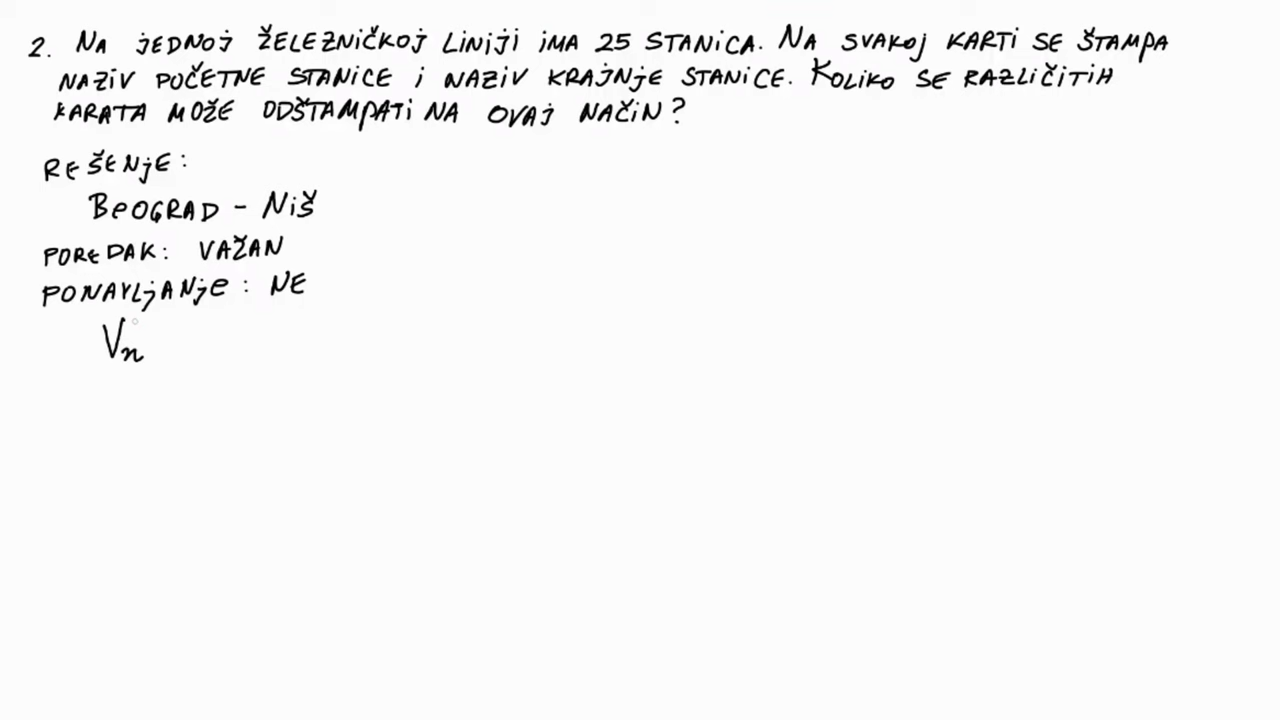 2. Na jednoj železničkoj liniji ima 25 stanica. Na svakoj karti se štampa
naziv početne stanice i naziv krajnje stanice. Koliko se različitih
karata može odštampati na ovaj način?
Rešenje:
Beograd - Niš
Poredak: važan
Ponavljanje: ne
Vn